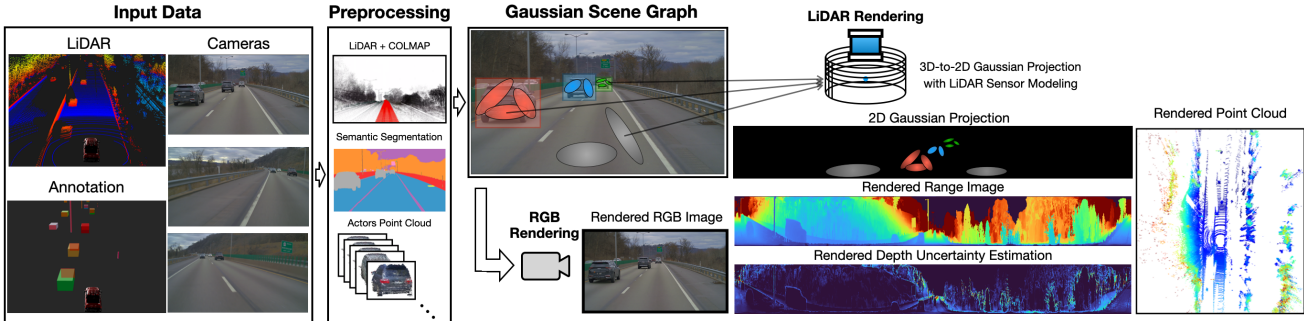 Input Data
LiDAR
Cameras
Annotation
Preprocessing
LiDAR + COLMAP
Semantic Segmentation
Actors Point Cloud
Gaussian Scene Graph
RGB
Rendering
Rendered RGB Image
LiDAR Rendering
3D-to-2D Gaussian Projection
with LiDAR Sensor Modeling
2D Gaussian Projection
Rendered Range Image
Rendered Depth Uncertainty Estimation
Rendered Point Cloud